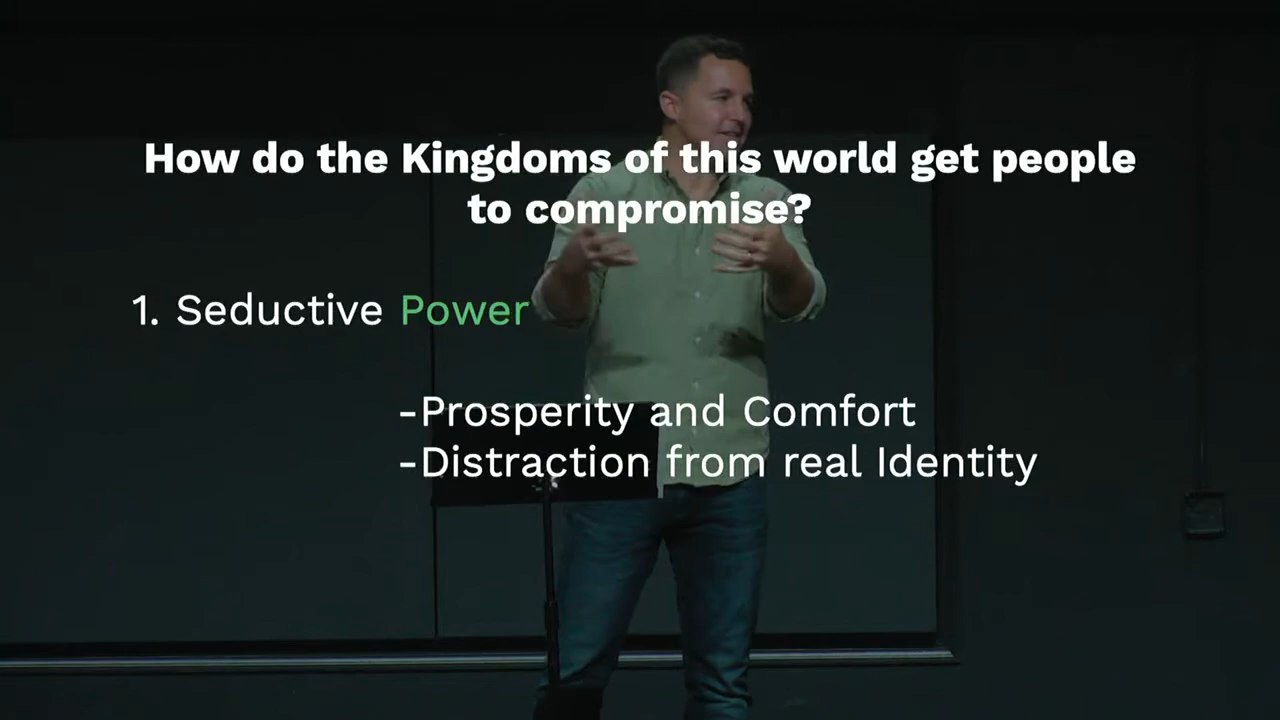 How do the Kingdoms of this world get people
to compromise?
1. Seductive Power
-Prosperity and Comfort
-Distraction from real Identity